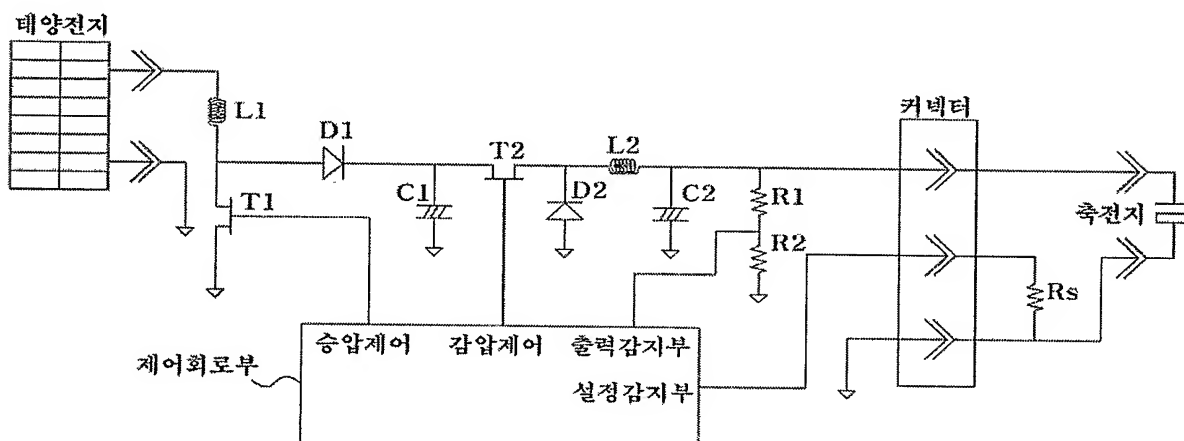 태양전지
L1
D1
T2
L2
커넥터
C1
D2
C2
R1
T1
R2
축전지
Rs
승압제어
감압제어
출력감지부
제어회로부
설정감지부